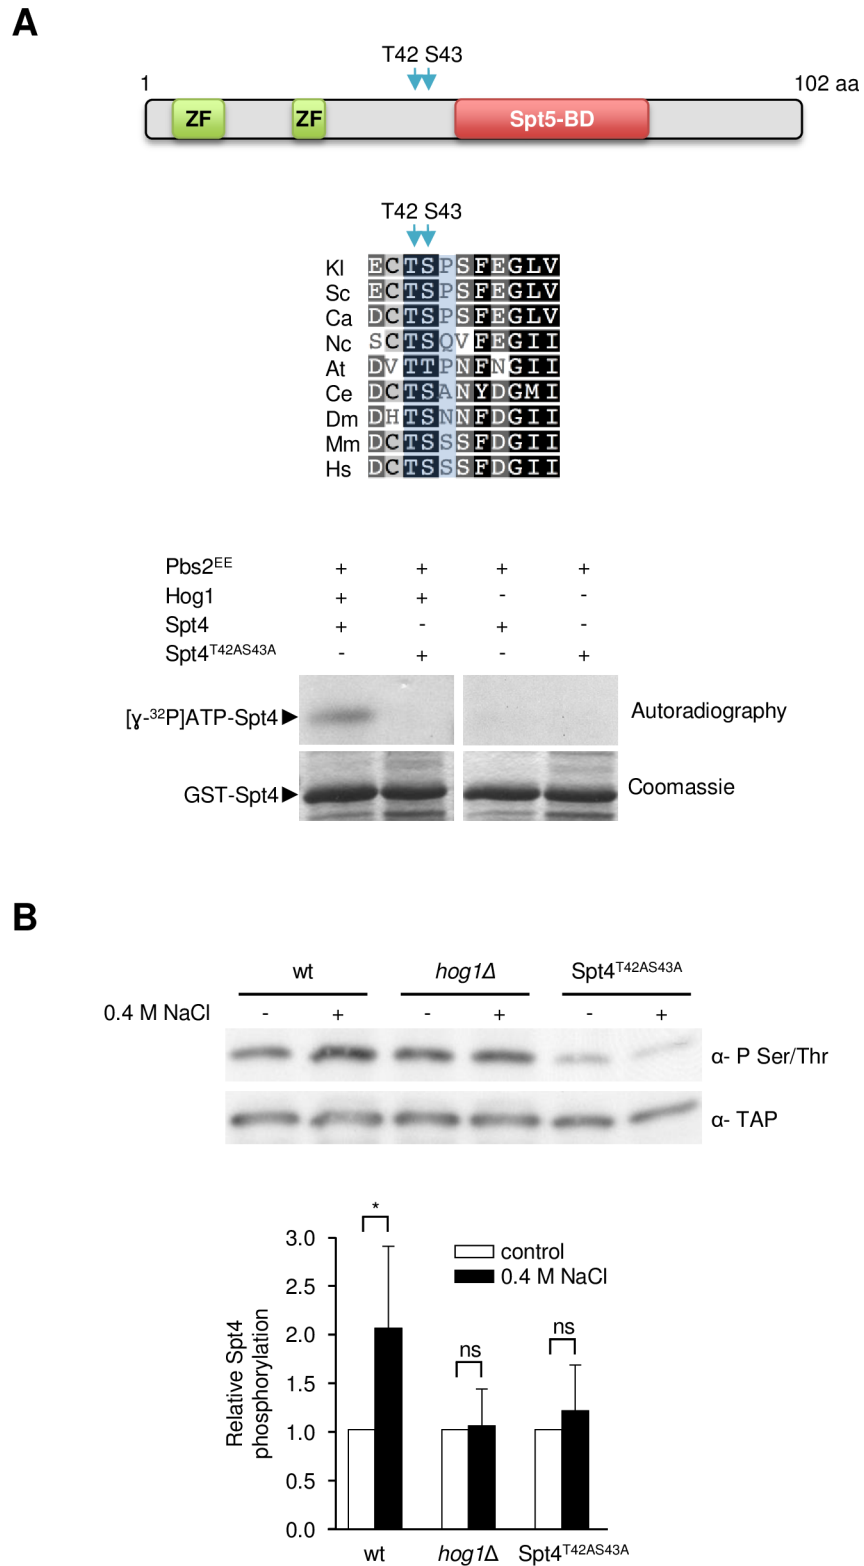 A
T42 S43
1 102 aa
ZF ZF Spt5-BD
T42 S43
Kl ECTSPSFEGLV
Sc ECTSPSFEGLV
Ca DCTSPSFEGLV
Nc SCTSQVFEGII
At DVTTPNFNGII
Ce DCTSANYDGMI
Dm DHTSNNFDGII
Mm DCTSSSFDGII
Hs DCTSSSFDGII
Pbs2EE + + + +
Hog1 + + - -
Spt4 + - + -
Spt4T42AS43A - + - +
[ɣ-32P]ATP-Spt4 Autoradiography
GST-Spt4 Coomassie
B
wt hog1Δ Spt4T42AS43A
0.4 M NaCl - + - + - +
α- P Ser/Thr
α- TAP
Relative Spt4
phosphorylation
3.0
2.5
2.0
1.5
1.0
0.5
0.0
*
ns
ns
control
0.4 M NaCl
wt hog1Δ Spt4T42AS43A